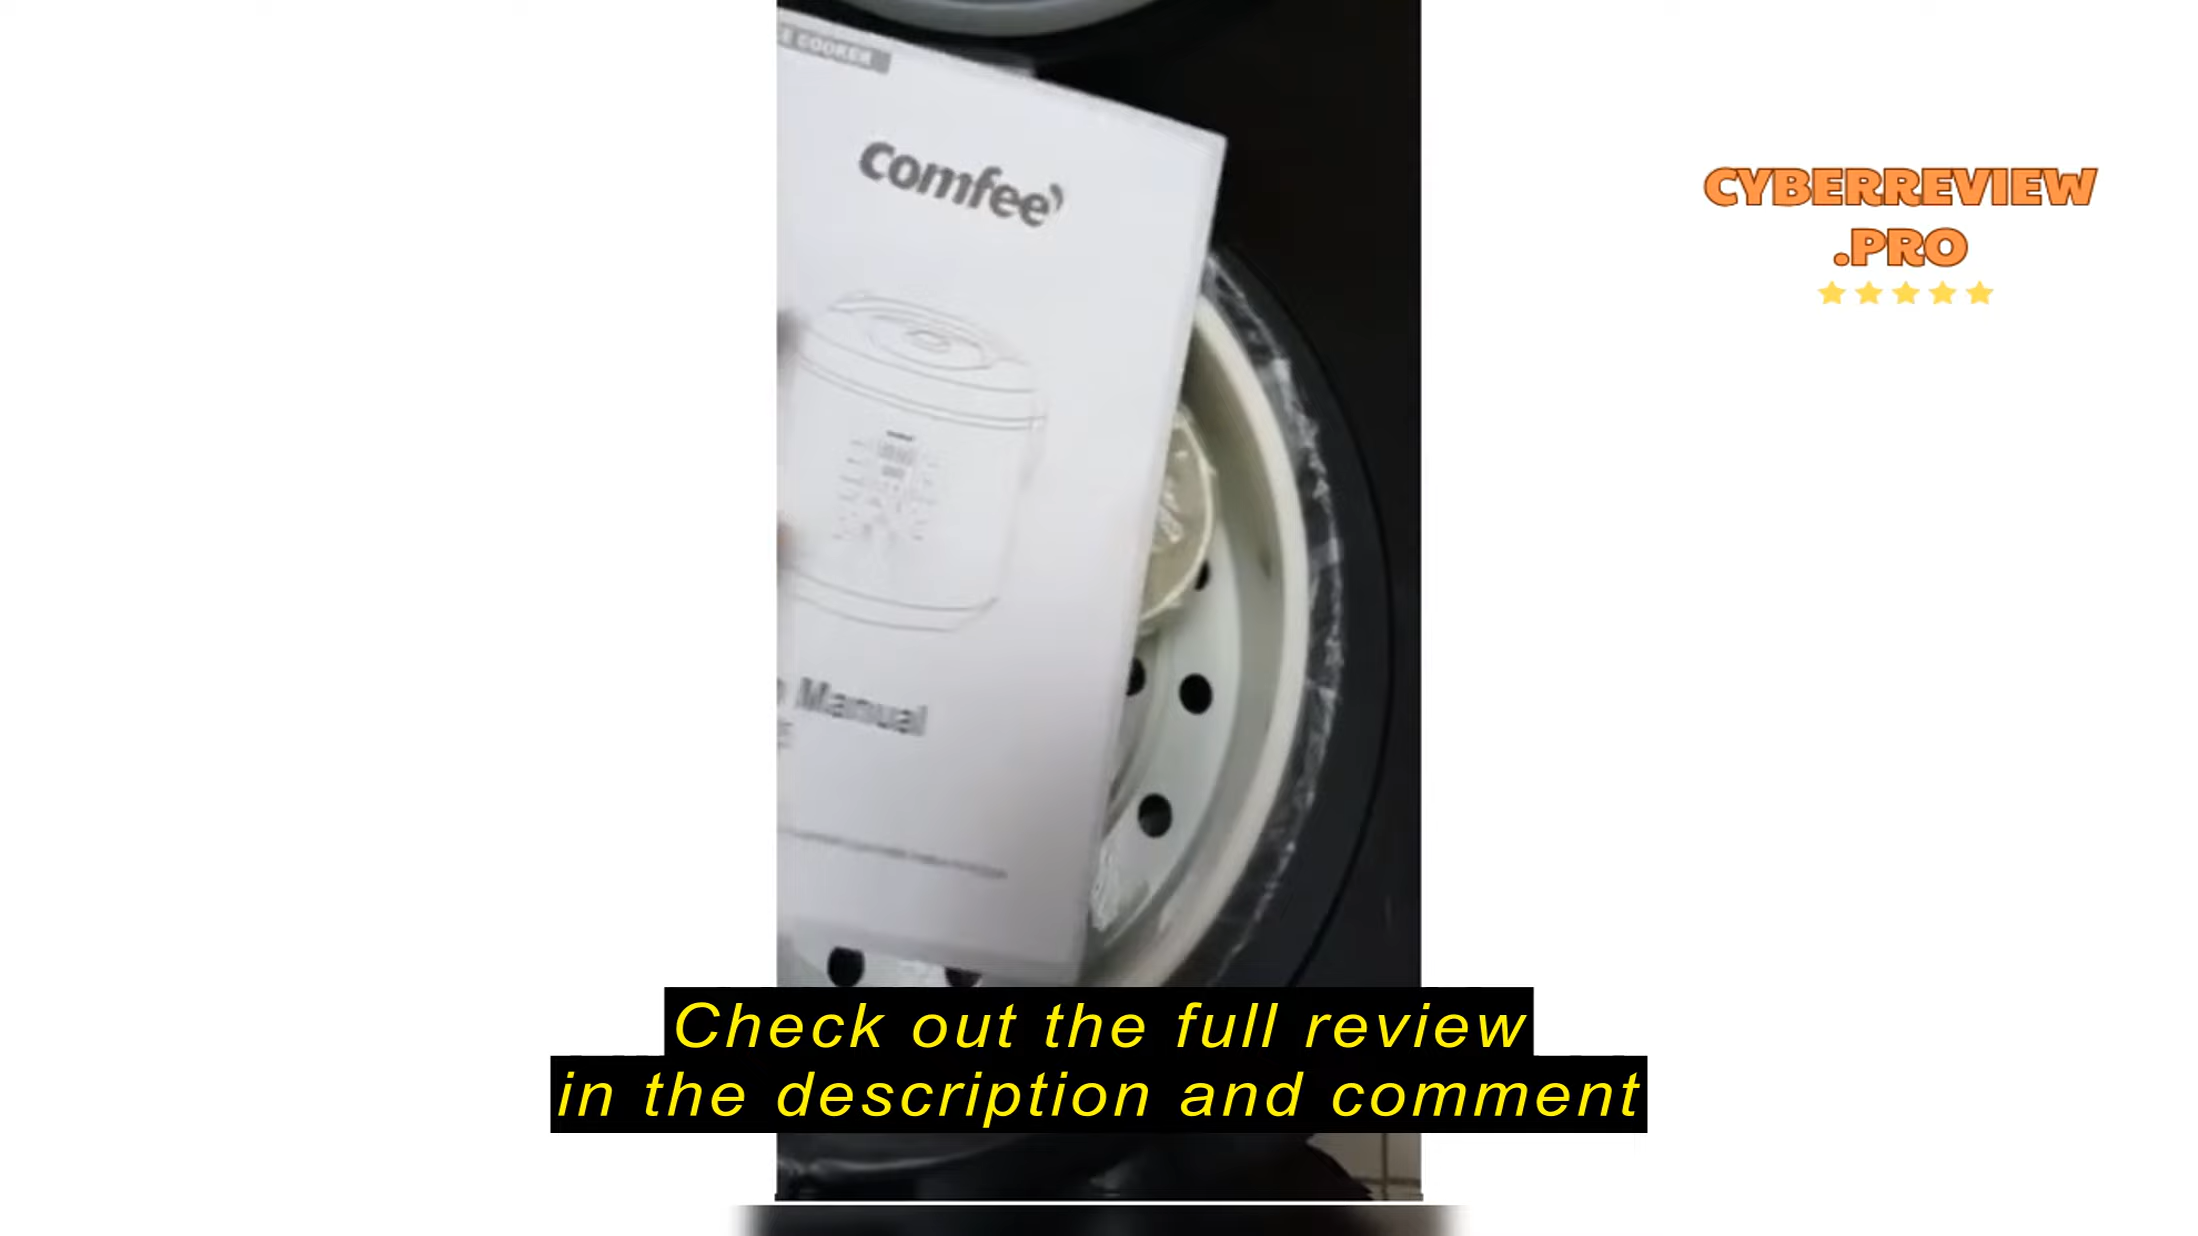 COOKER
comfee
Manual
CYBERREVIEW
.PRO
Check out the full review
in the description and comment